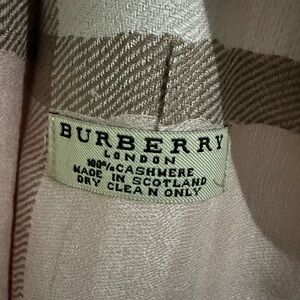 BURBERRY
LONDON
100%CASHMERE
MADE IN SCOTLAND
DRY CLEAN ONLY